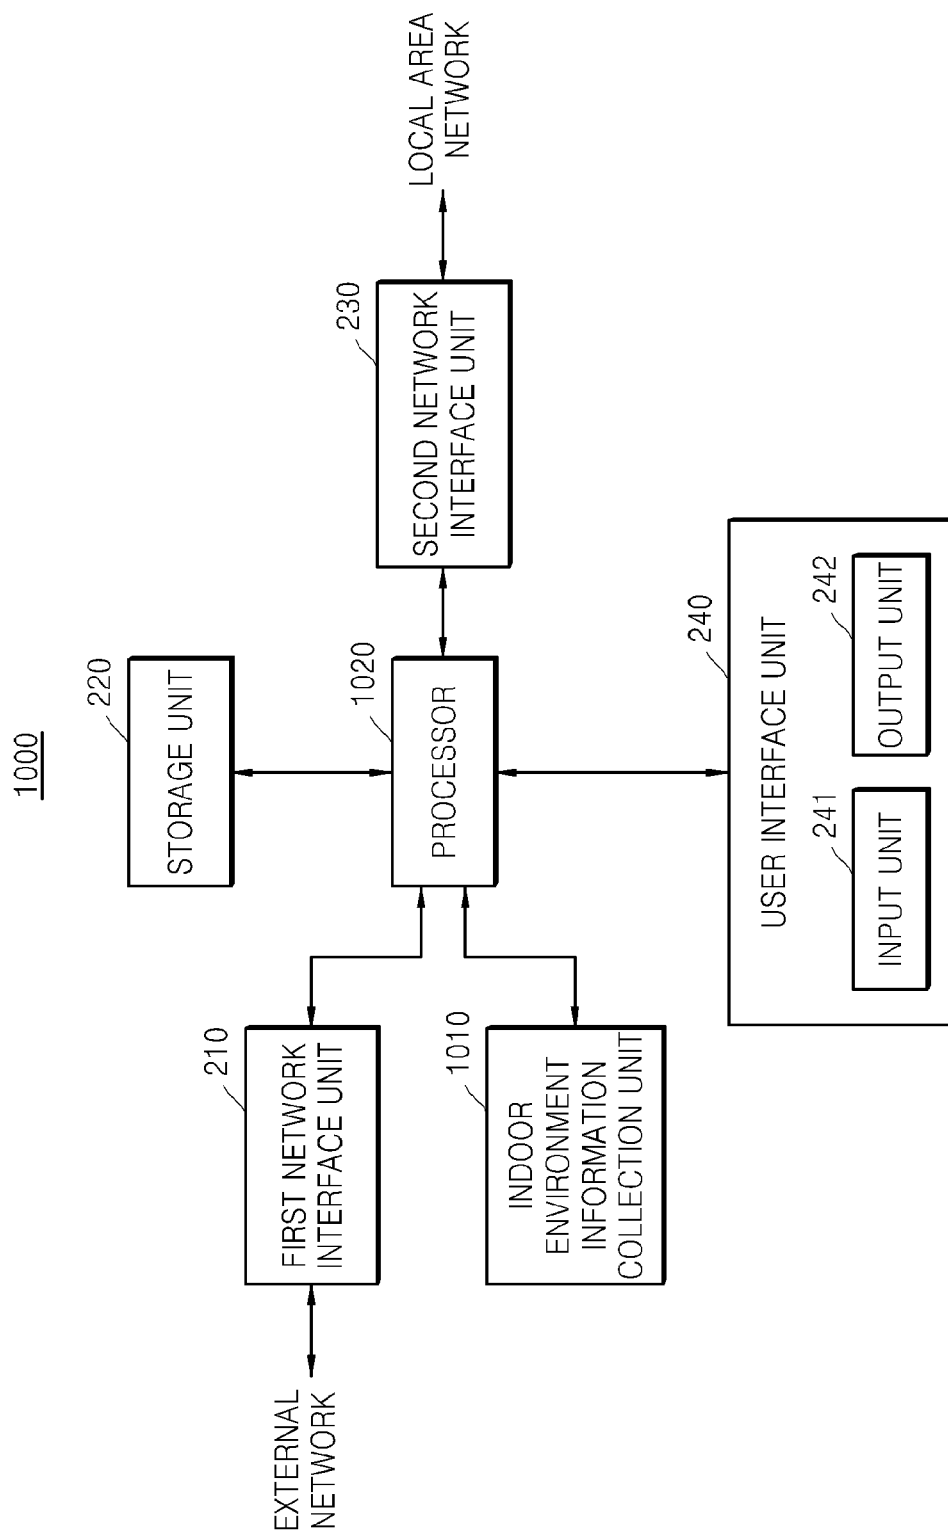 1000
220
STORAGE UNIT
210
FIRST NETWORK
INTERFACE UNIT
EXTERNAL
NETWORK
1020
PROCESSOR
230
SECOND NETWORK
INTERFACE UNIT
LOCAL AREA
NETWORK
1010
INDOOR
ENVIRONMENT
INFORMATION
COLLECTION UNIT
240
USER INTERFACE UNIT
241
INPUT UNIT
242
OUTPUT UNIT